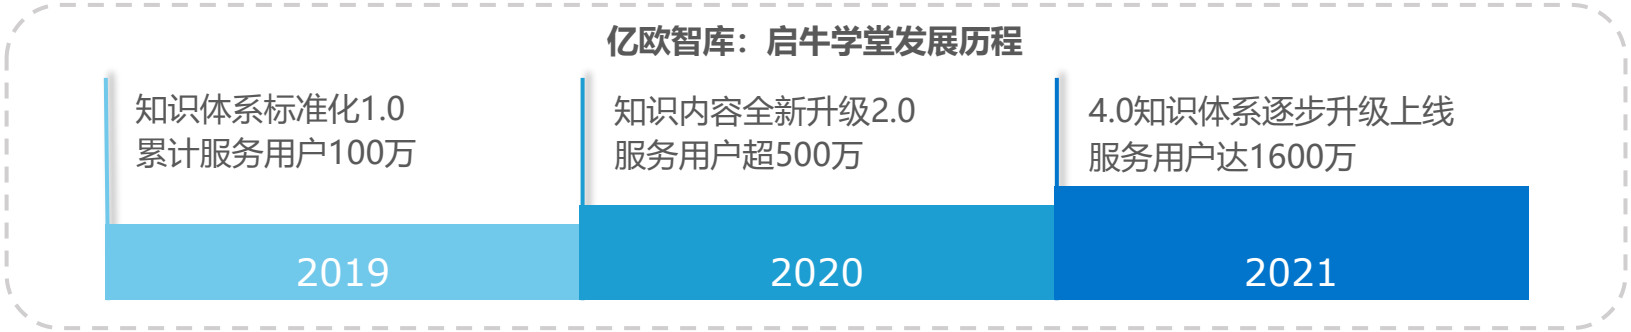 亿欧智库：启牛学堂发展历程
知识体系标准化1.0
累计服务用户100万
知识内容全新升级2.0
服务用户超500万
4.0知识体系逐步升级上线
服务用户达1600万
2019
2020
2021